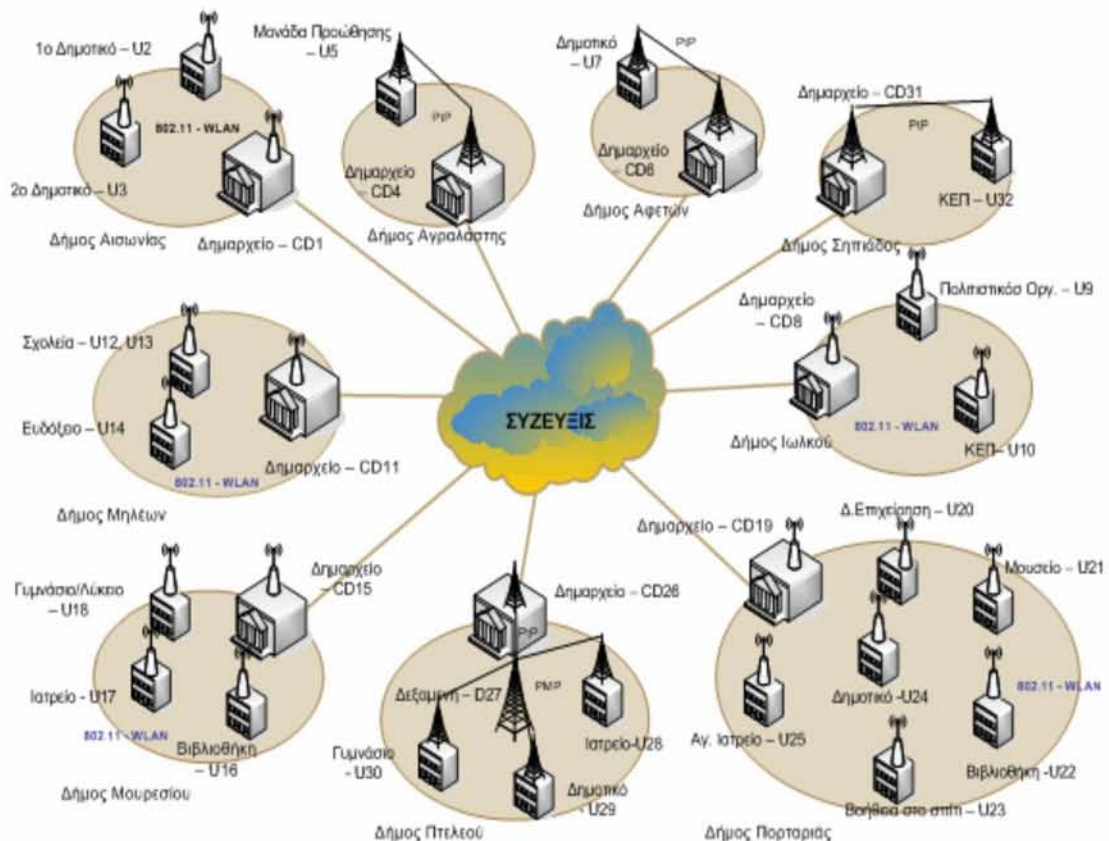 1ο Δημοτικό – U2
802.11 - WLAN
2ο Δημοτικό – U3
Δήμος Αισωνίας
Δημαρχείο – CD1
Μονάδα Προώθησης
– U5
PtP
Δημαρχείο
– CD4
Δήμος Αγραλάστης
Δημοτικό
– U7
PtP
Δημαρχείο
– CD6
Δήμος Αφετών
Δημαρχείο – CD31
PtP
ΚΕΠ – U32
Δήμος Σηπιάδος
Σχολεία – U12, U13
Ευδόξειο – U14
802.11 - WLAN
Δημαρχείο – CD11
Δήμος Μηλέων
ΣΥΖΕΥΞΙΣ
Δημαρχείο
– CD8
Πολιτιστικός Οργ. – U9
802.11 - WLAN
ΚΕΠ– U10
Δήμος Ιωλκού
Γυμνάσιο/Λύκειο
– U18
Δημαρχείο
– CD15
Ιατρείο - U17
802.11 - WLAN
Βιβλιοθήκη
– U16
Δήμος Μουρεσίου
Δημαρχείο – CD26
PtP
Δεξαμενή – D27
PMP
Γυμνάσιο
- U30
Ιατρείο-U28
Δημοτικό
– U29
Δήμος Πτελεού
Δημαρχείο – CD19
Δ.Επιχείρηση – U20
Μουσείο – U21
Δημοτικό -U24
802.11 - WLAN
Αγ. Ιατρείο – U25
Βιβλιοθήκη -U22
Βοήθεια στο σπίτι – U23
Δήμος Πορταριάς